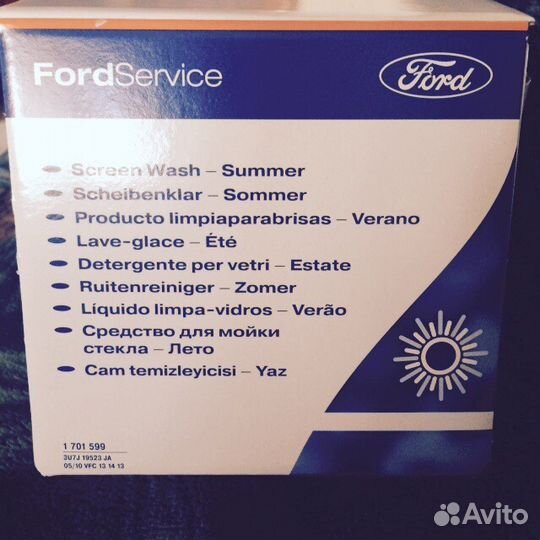 FordService
Ford
Screen Wash – Summer
Scheibenklar – Sommer
Producto limpiaparabrisas – Verano
Lave-glace – Été
Detergente per vetri – Estate
Ruitenreiniger – Zomer
Líquido limpa-vidros – Verão
Средство для мойки
стекла – Лето
Cam temizleyicisi – Yaz
1 701 599
3U7J 19523 JA
05/10 VFC 13 14 13
Avito